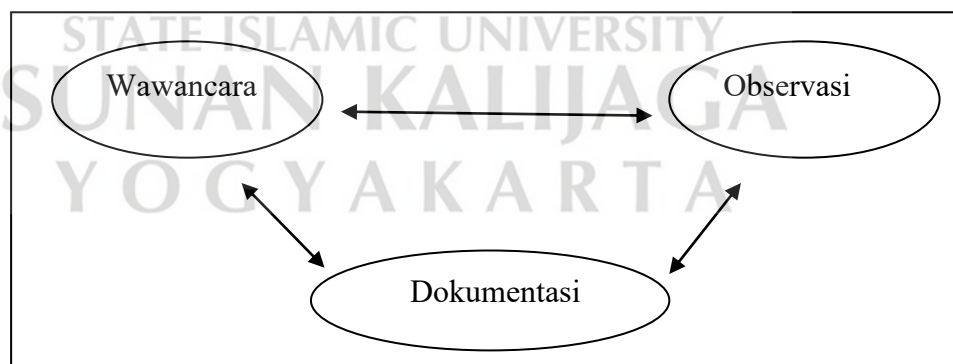 STATE ISLAMIC UNIVERSITY
SUNAN KALIJAGA
YOGYAKARTA
Wawancara
Observasi
Dokumentasi